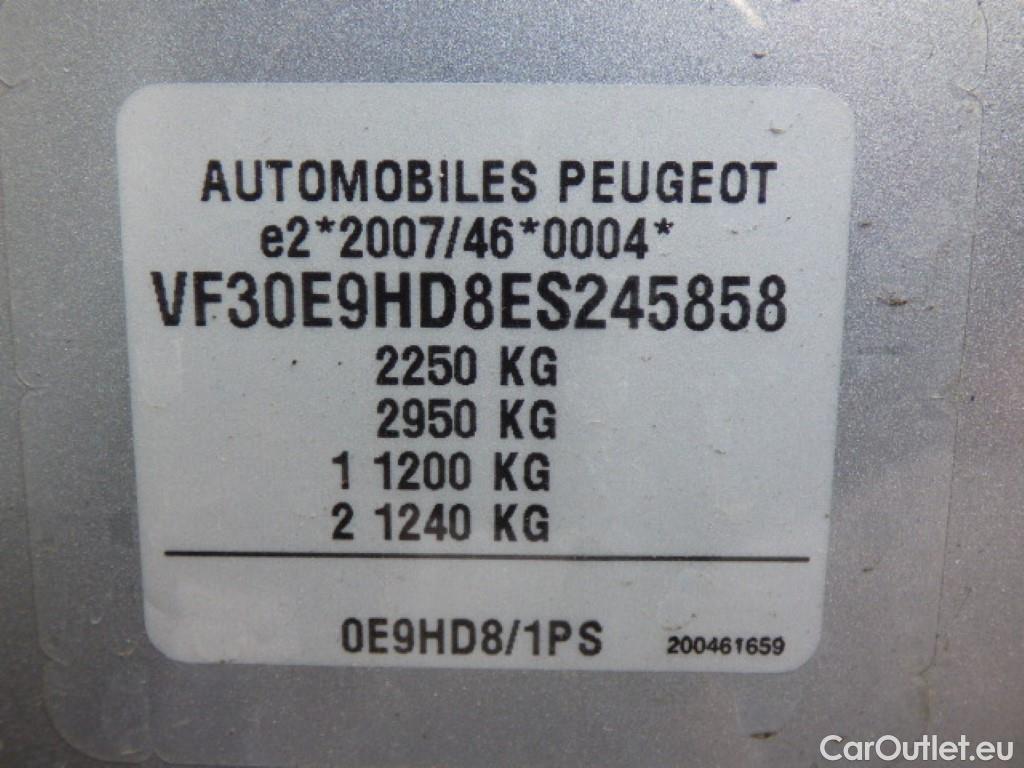 AUTOMOBILES PEUGEOT
e2*2007/46*0004*
VF30E9HD8ES245858
2250 KG
2950 KG
1 1200 KG
2 1240 KG
0E9HD8/1PS 200461659
CarOutlet.eu